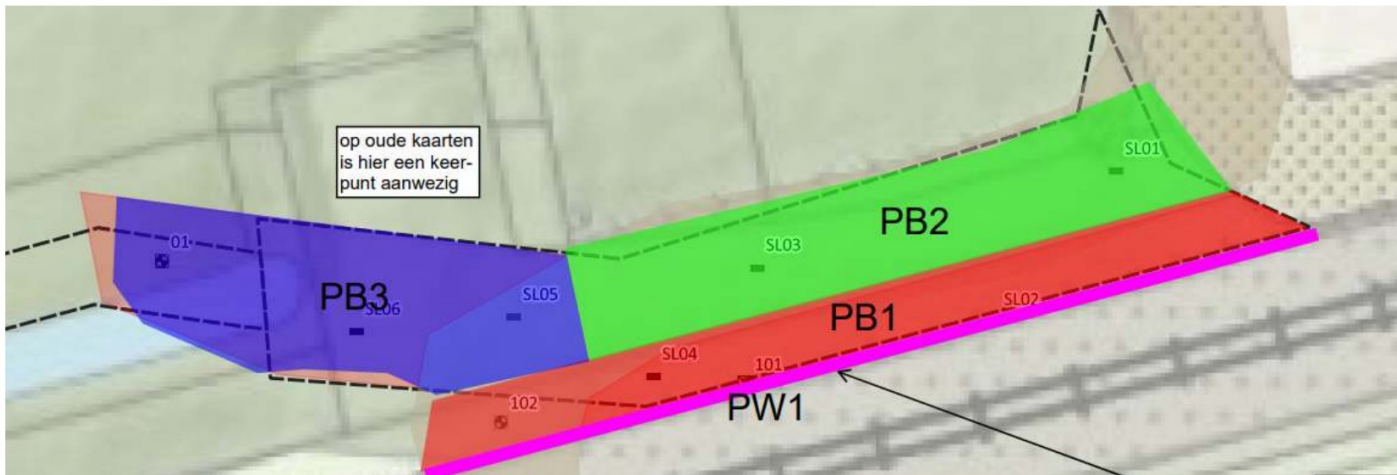 op oude kaarten
is hier een keer-
punt aanwezig
SL01
PB2
01
SL03
PB3
SL05
SL02
SL06
PB1
SL04
101
102
PW1